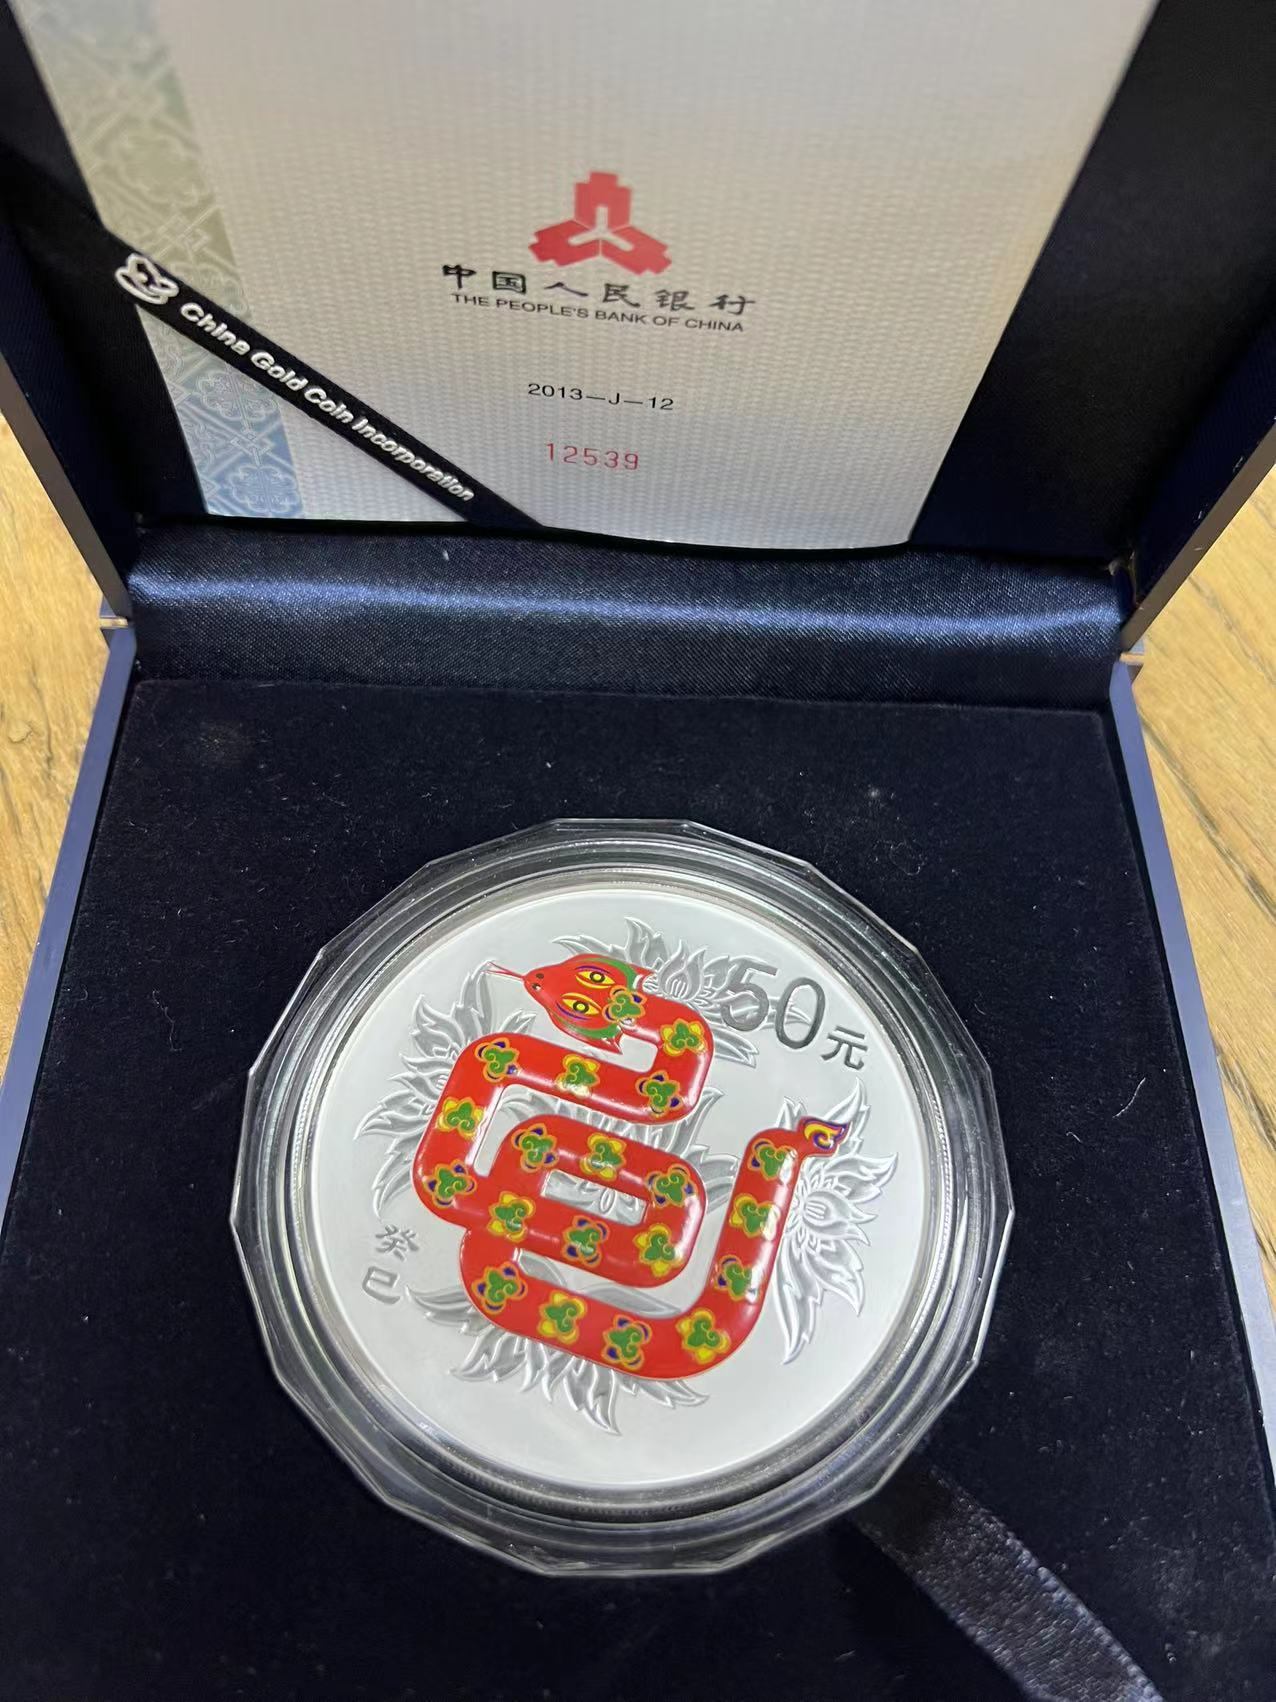 中国人民银行
THE PEOPLE'S BANK OF CHINA
2013—J—12
12539
China Gold Coin Incorporation
50元
癸巳